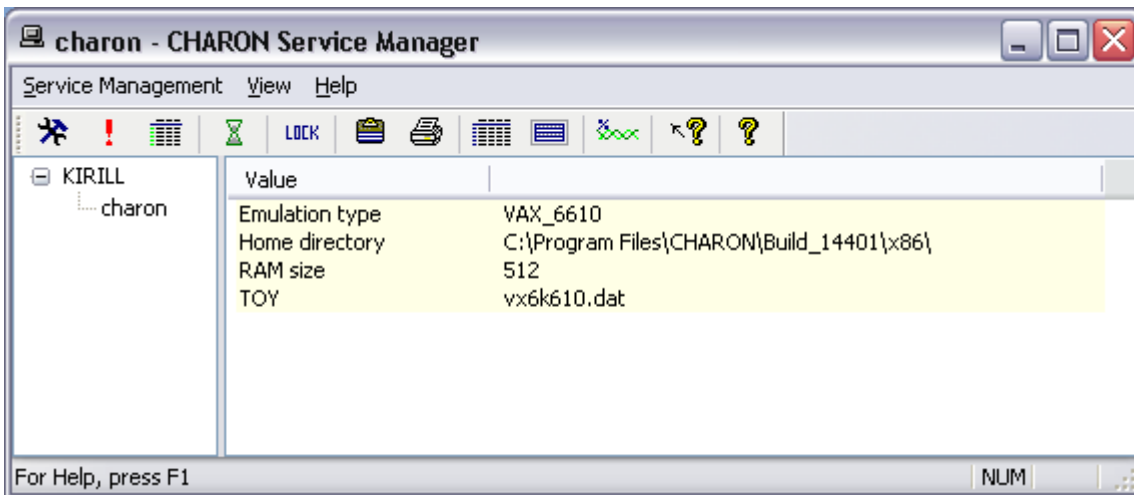 charon - CHARON Service Manager
Service Management View Help
LOCK
KIRILL
charon
Value
Emulation type VAX_6610
Home directory C:\Program Files\CHARON\Build_14401\x86\
RAM size 512
TOY vx6k610.dat
For Help, press F1 NUM